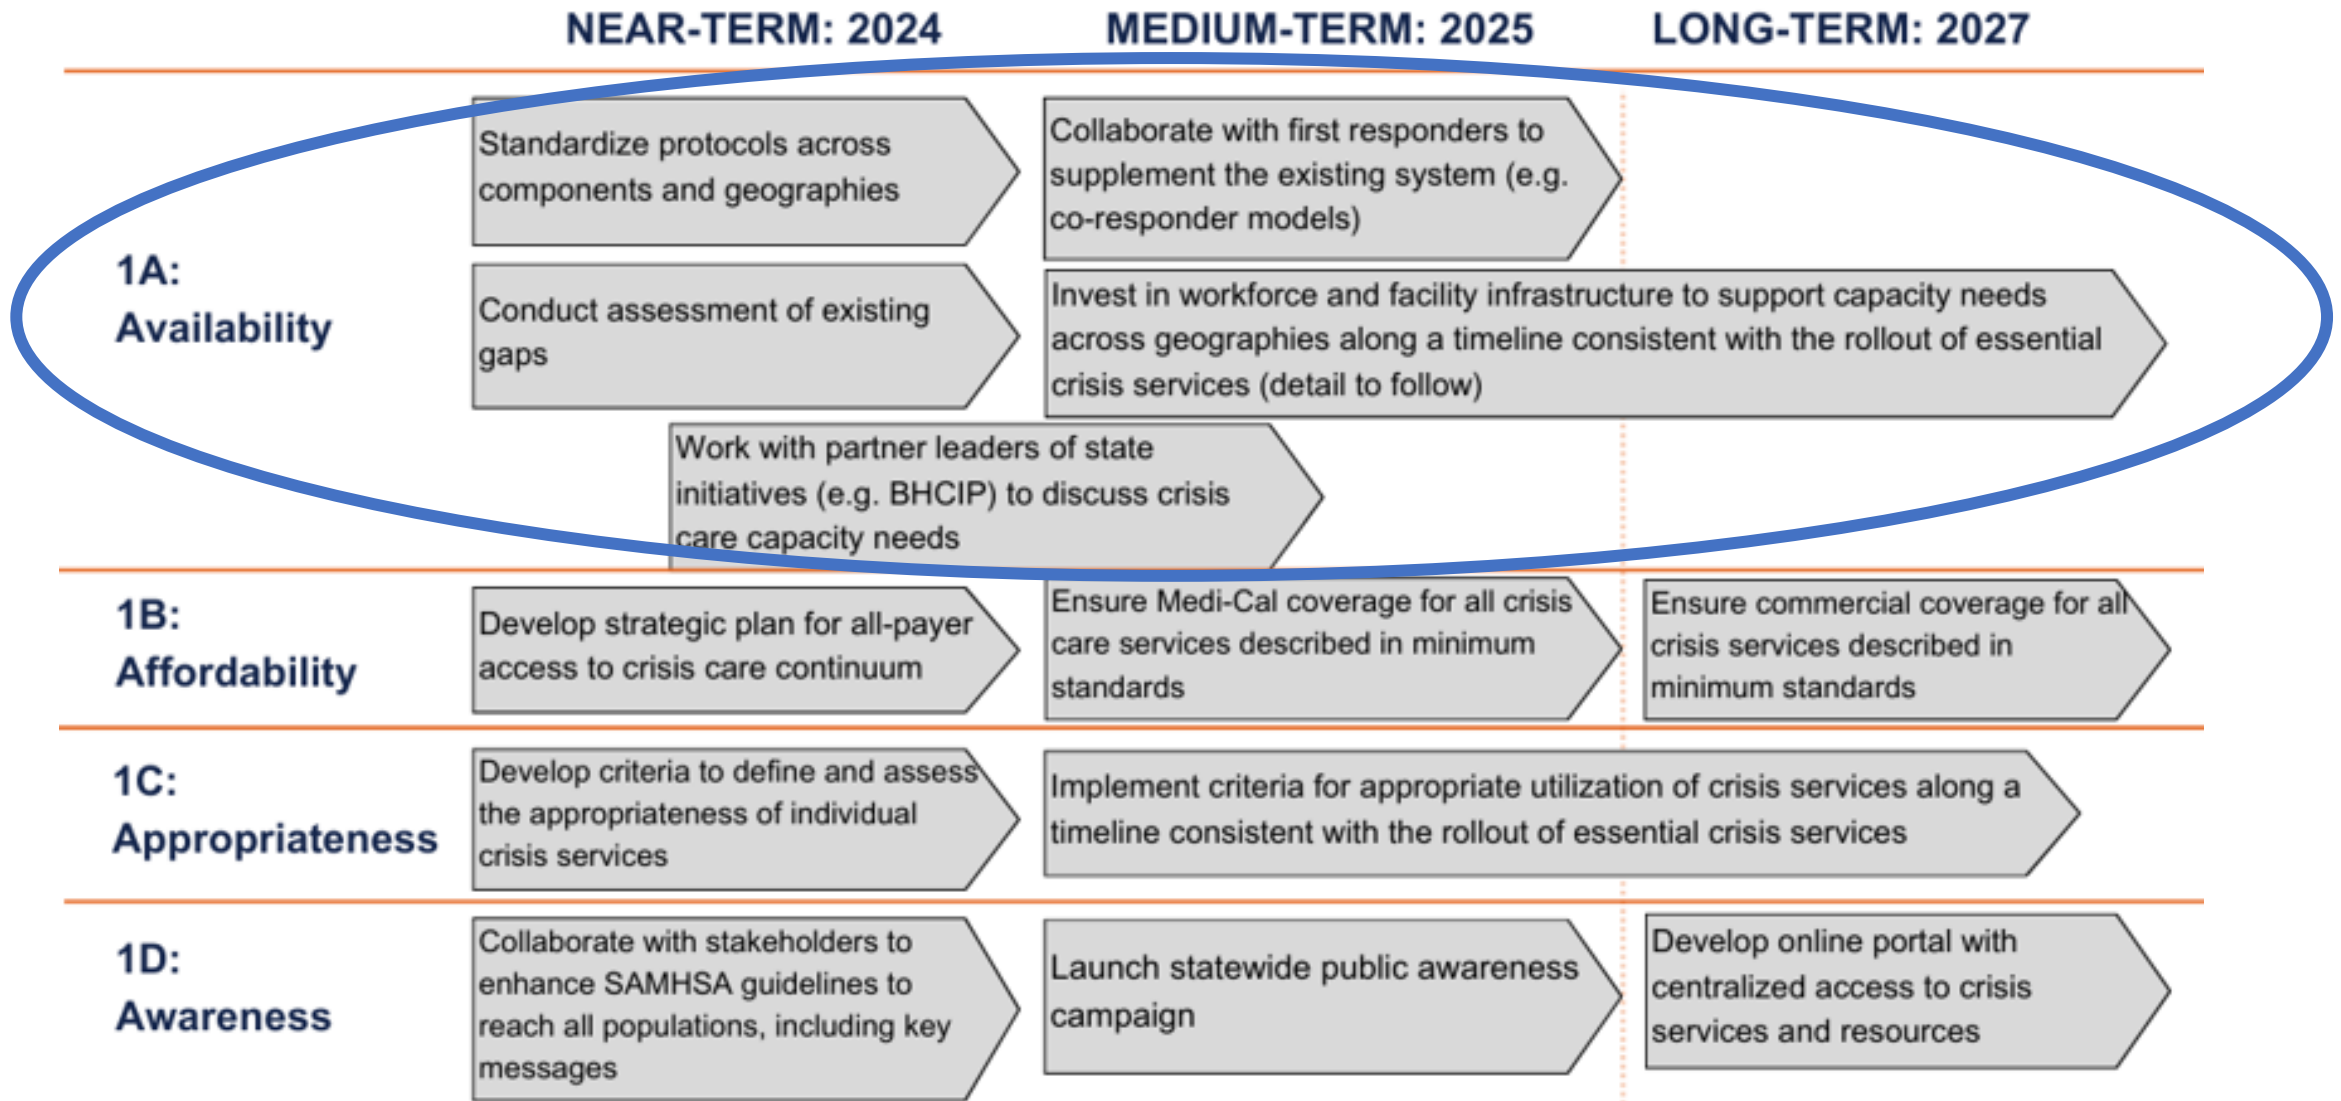 NEAR-TERM: 2024
MEDIUM-TERM: 2025
LONG-TERM: 2027
1A:
Availability
Standardize protocols across
components and geographies
Collaborate with first responders to
supplement the existing system (e.g.
co-responder models)
Conduct assessment of existing
gaps
Invest in workforce and facility infrastructure to support capacity needs
across geographies along a timeline consistent with the rollout of essential
crisis services (detail to follow)
Work with partner leaders of state
initiatives (e.g. BHCIP) to discuss crisis
care capacity needs
1B:
Affordability
Develop strategic plan for all-payer
access to crisis care continuum
Ensure Medi-Cal coverage for all crisis
care services described in minimum
standards
Ensure commercial coverage for all
crisis services described in
minimum standards
1C:
Appropriateness
Develop criteria to define and assess
the appropriateness of individual
crisis services
Implement criteria for appropriate utilization of crisis services along a
timeline consistent with the rollout of essential crisis services
1D:
Awareness
Collaborate with stakeholders to
enhance SAMHSA guidelines to
reach all populations, including key
messages
Launch statewide public awareness
campaign
Develop online portal with
centralized access to crisis
services and resources